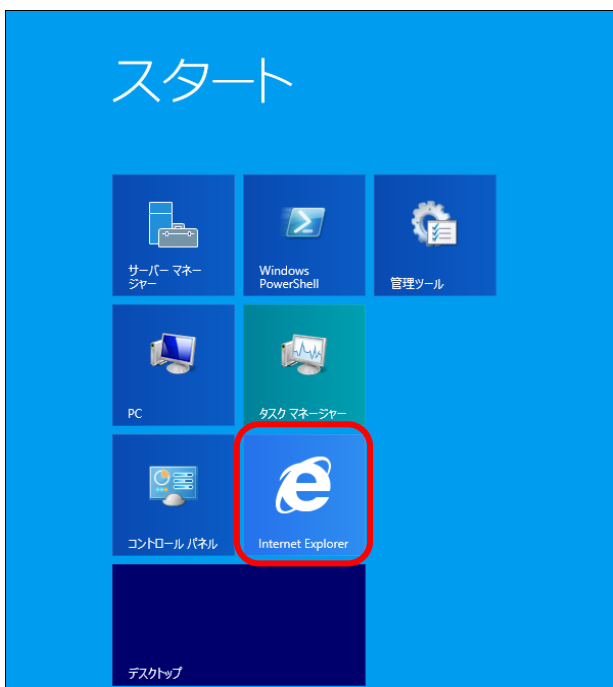 スタート
サーバー マネー
ジャー
Windows
PowerShell
管理ツール
PC
タスク マネージャー
コントロール パネル
Internet Explorer
デスクトップ